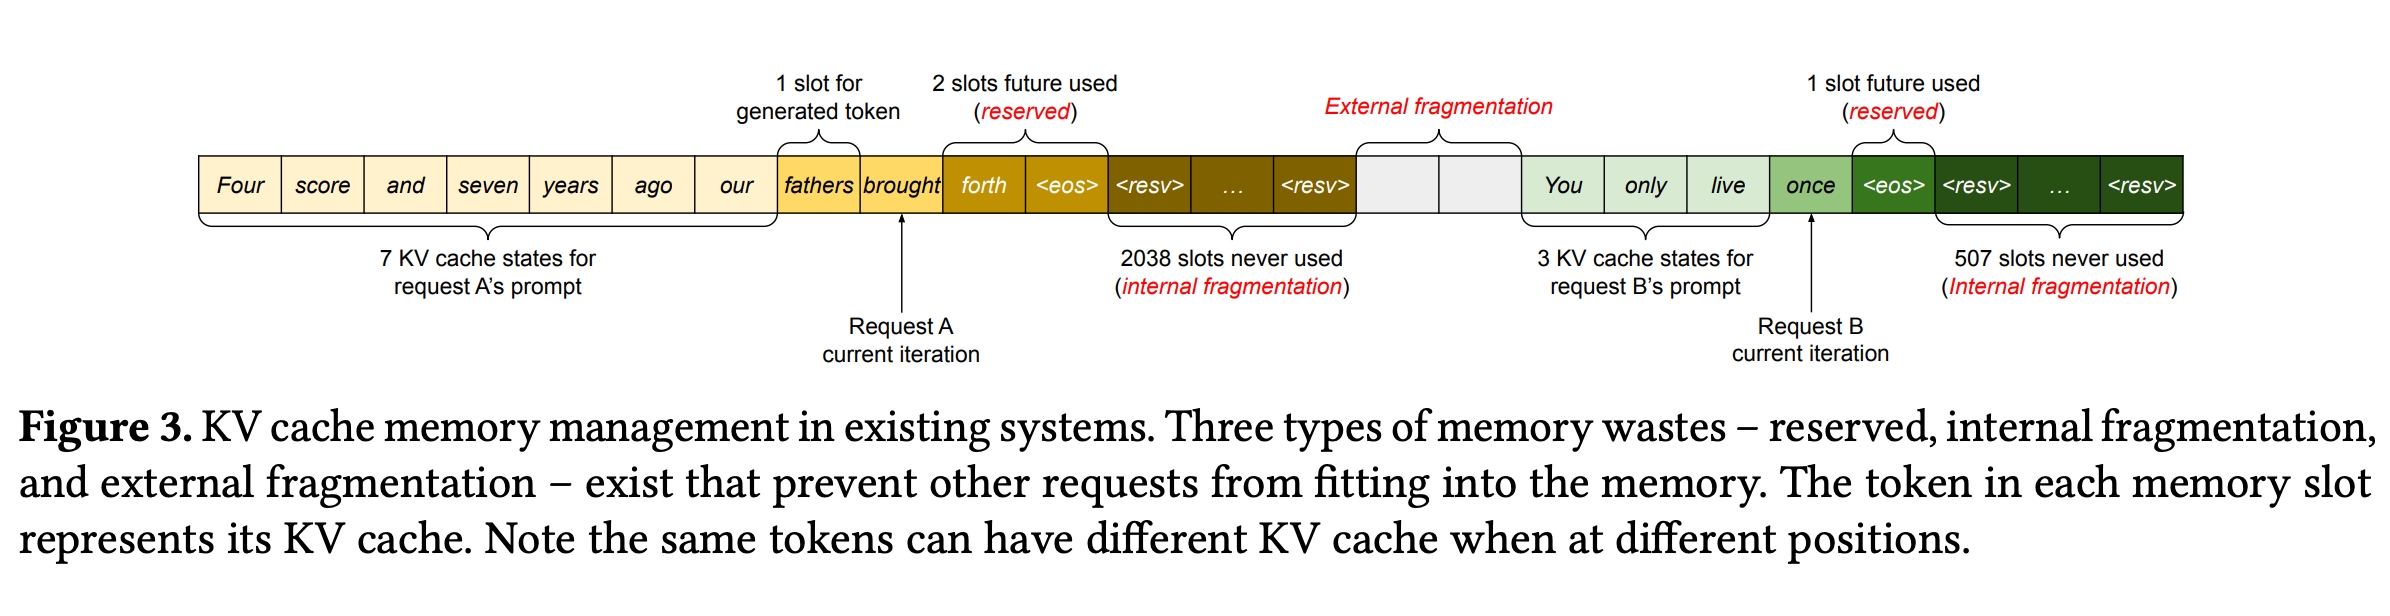 1 slot for
generated token
2 slots future used
(reserved)
External fragmentation
1 slot future used
(reserved)
Four score and seven years ago our fathers brought forth <eos> <resv> … <resv> You only live once <eos> <resv> … <resv>
7 KV cache states for
request A’s prompt
2038 slots never used
(internal fragmentation)
3 KV cache states for
request B’s prompt
507 slots never used
(Internal fragmentation)
Request A
current iteration
Request B
current iteration
Figure 3. KV cache memory management in existing systems. Three types of memory wastes – reserved, internal fragmentation,
and external fragmentation – exist that prevent other requests from fitting into the memory. The token in each memory slot
represents its KV cache. Note the same tokens can have different KV cache when at different positions.